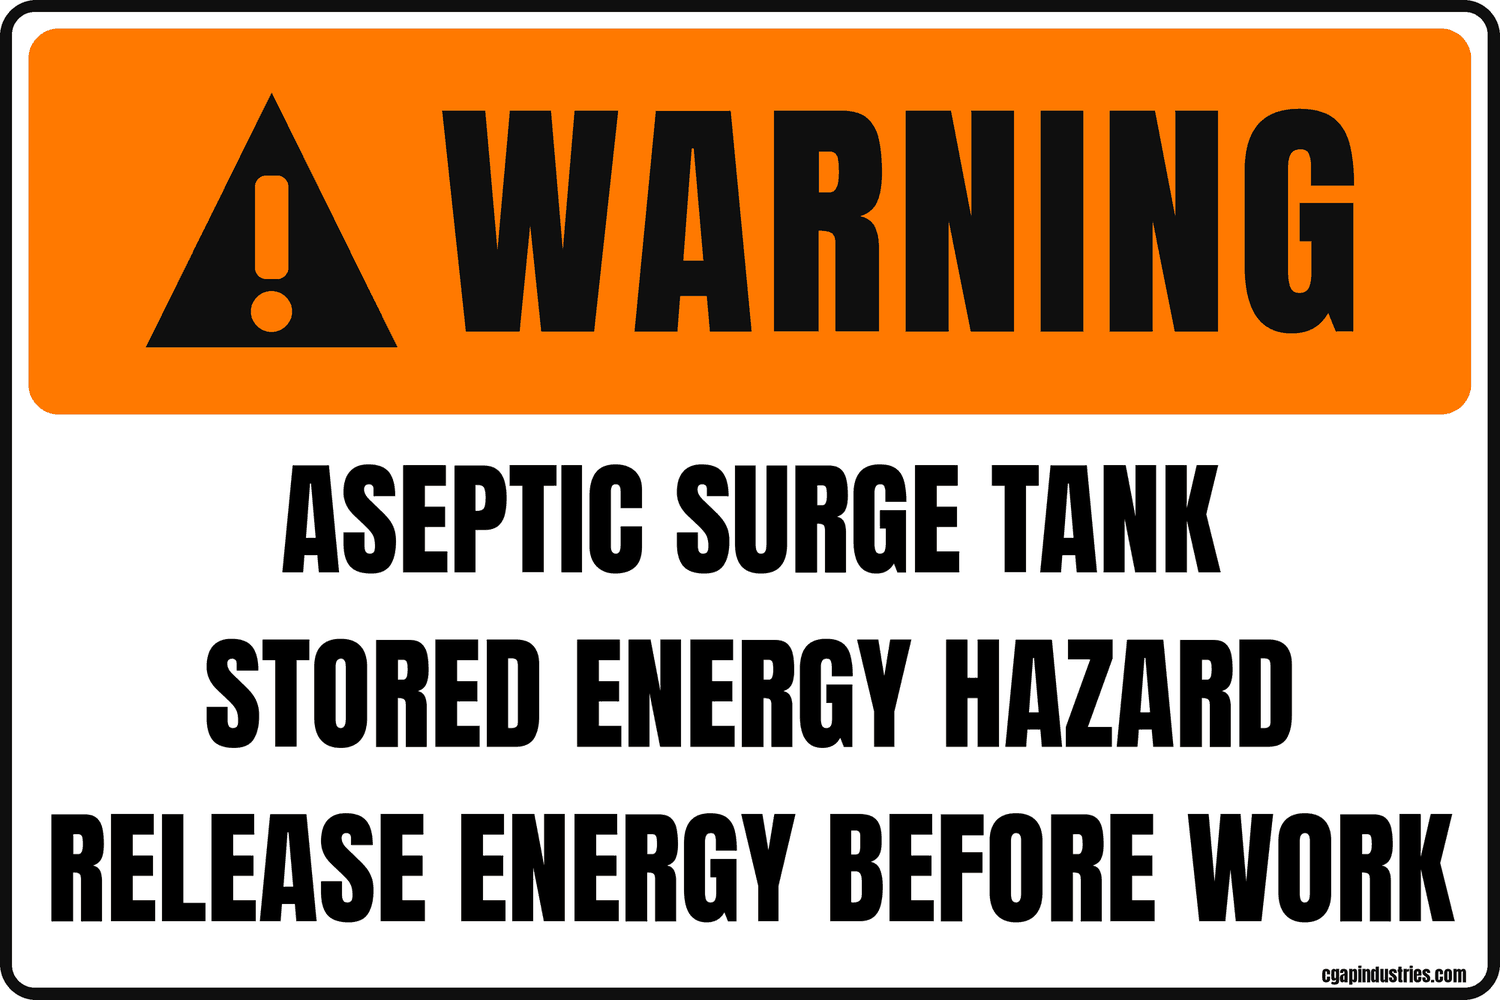 WARNING
ASEPTIC SURGE TANK
STORED ENERGY HAZARD
RELEASE ENERGY BEFORE WORK
cgapindustries.com